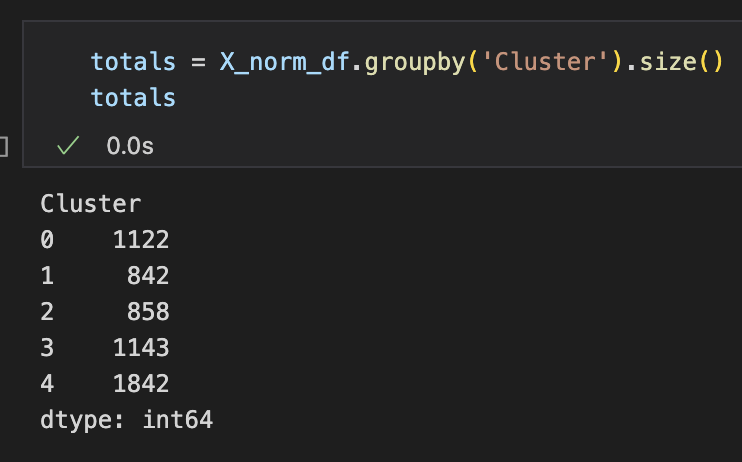 totals = X_norm_df.groupby('Cluster').size()
totals
] ✓ 0.0s
Cluster
0    1122
1     842
2     858
3    1143
4    1842
dtype: int64